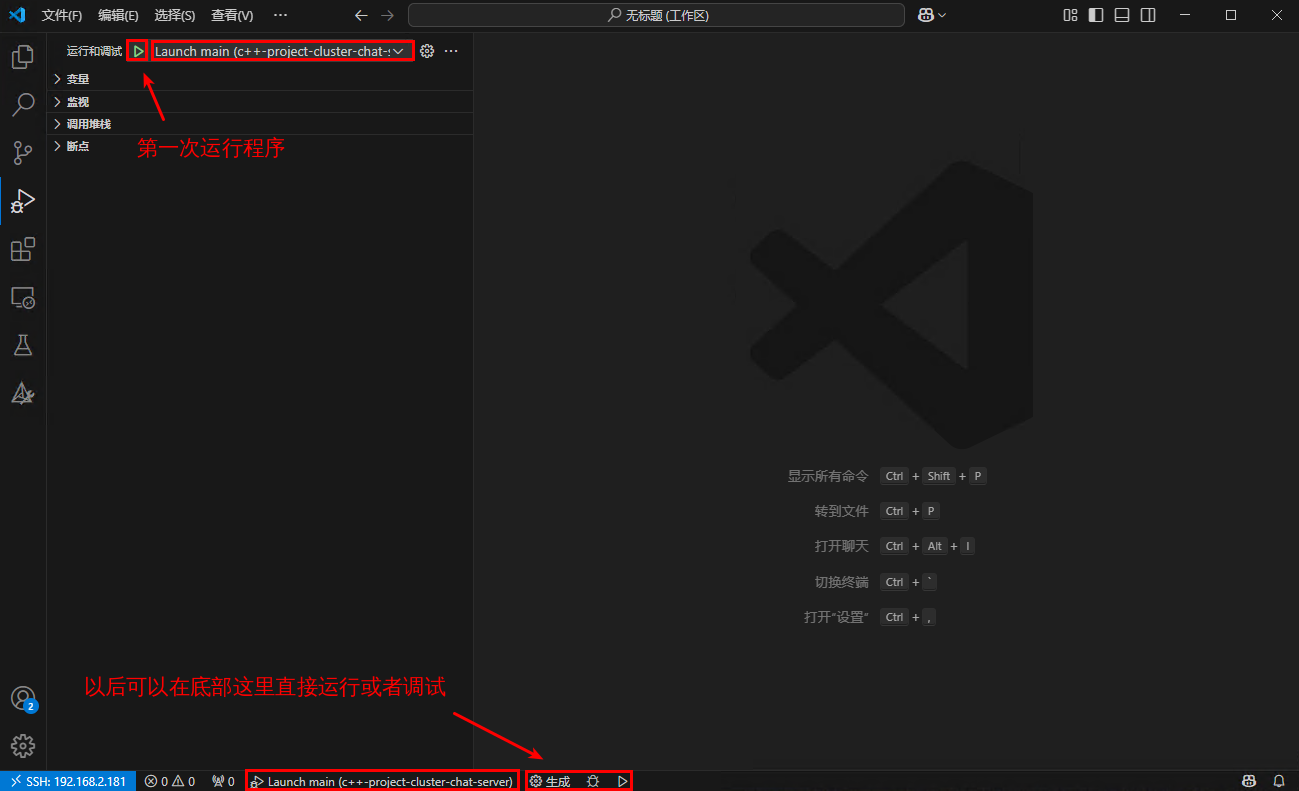 文件(F) 编辑(E) 选择(S) 查看(V) ··· 无标题 (工作区)
运行和调试 Launch main (c++-project-cluster-chat-s
变量
监视
调用堆栈
断点
第一次运行程序
显示所有命令 Ctrl + Shift + P
转到文件 Ctrl + P
打开聊天 Ctrl + Alt + I
切换终端 Ctrl + `
打开“设置” Ctrl + ,
以后可以在底部这里直接运行或者调试
2
SSH: 192.168.2.181 0 0 0 Launch main (c++-project-cluster-chat-server) 生成